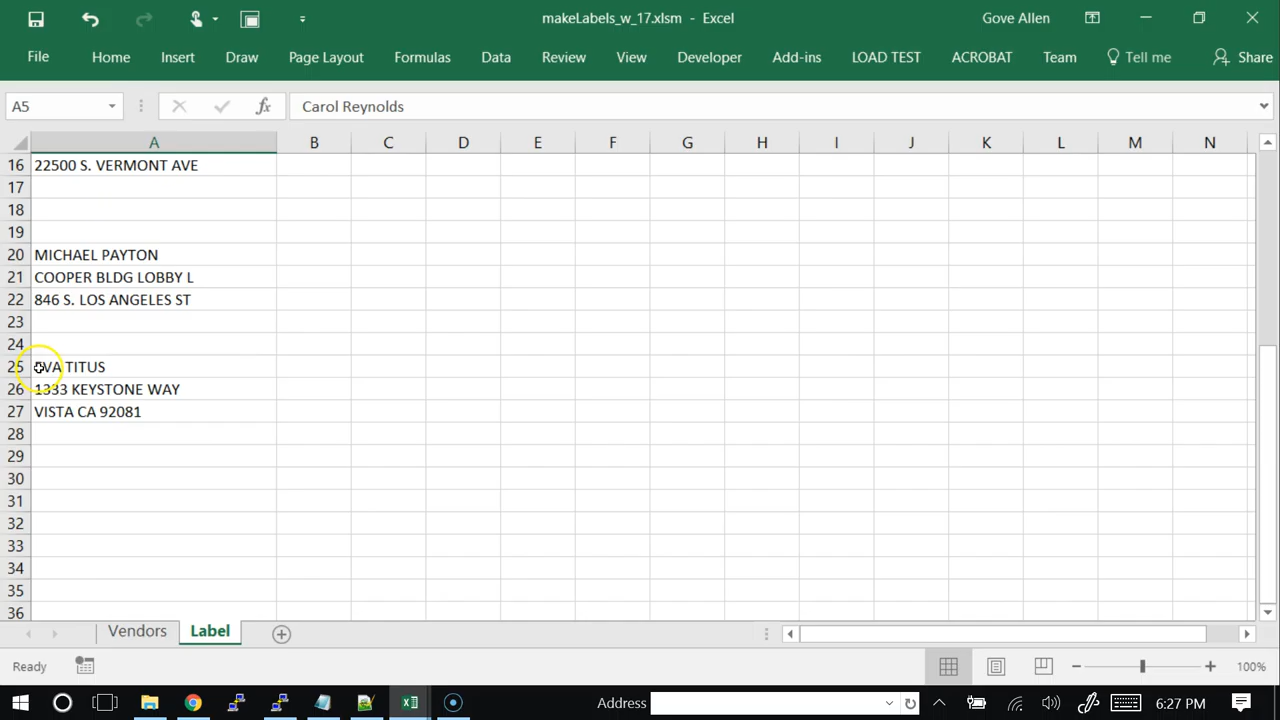 makeLabels_w_17.xlsm - Excel
Gove Allen
File Home Insert Draw Page Layout Formulas Data Review View Developer Add-ins LOAD TEST ACROBAT Team Tell me Share
A5 fx Carol Reynolds
A B C D E F G H I J K L M N
16 22500 S. VERMONT AVE
17
18
19
20 MICHAEL PAYTON
21 COOPER BLDG LOBBY L
22 846 S. LOS ANGELES ST
23
24
25 TITUS
26 1333 KEYSTONE WAY
27 VISTA CA 92081
28
29
30
31
32
33
34
35
36
Vendors Label
Ready 100%
Address 6:27 PM